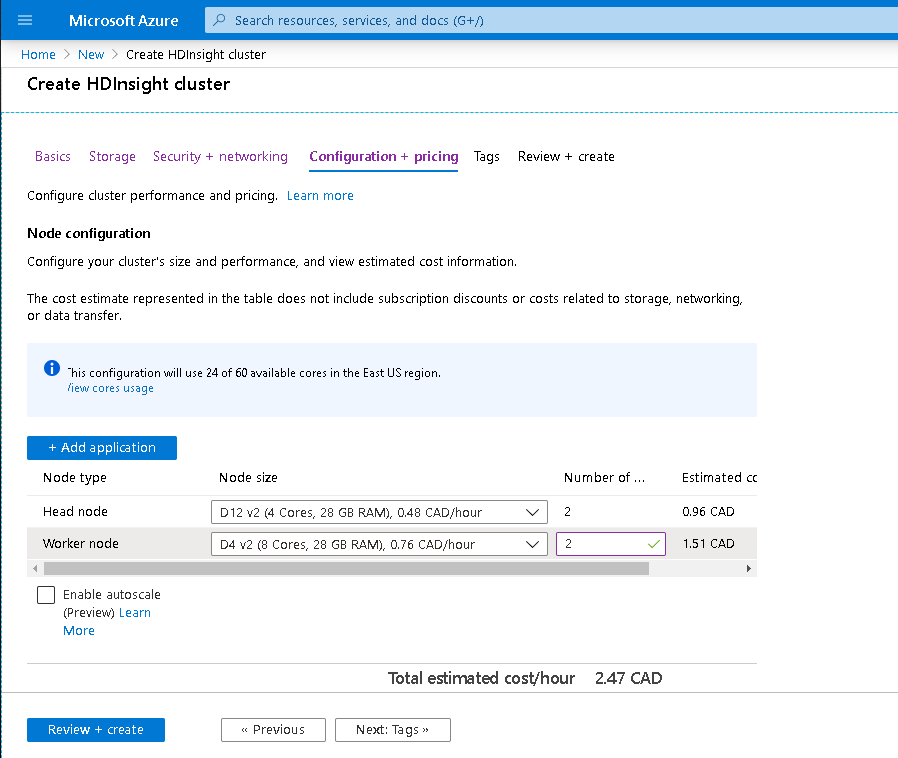 Microsoft Azure
Search resources, services, and docs (G+/)
Home > New > Create HDInsight cluster
Create HDInsight cluster
Basics Storage Security + networking Configuration + pricing Tags Review + create
Configure cluster performance and pricing. Learn more
Node configuration
Configure your cluster's size and performance, and view estimated cost information.
The cost estimate represented in the table does not include subscription discounts or costs related to storage, networking,
or data transfer.
This configuration will use 24 of 60 available cores in the East US region.
View cores usage
+ Add application
Node type Node size Number of ... Estimated co
Head node D12 v2 (4 Cores, 28 GB RAM), 0.48 CAD/hour 2 0.96 CAD
Worker node D4 v2 (8 Cores, 28 GB RAM), 0.76 CAD/hour 2 1.51 CAD
Enable autoscale
(Preview) Learn
More
Total estimated cost/hour 2.47 CAD
Review + create « Previous Next: Tags »